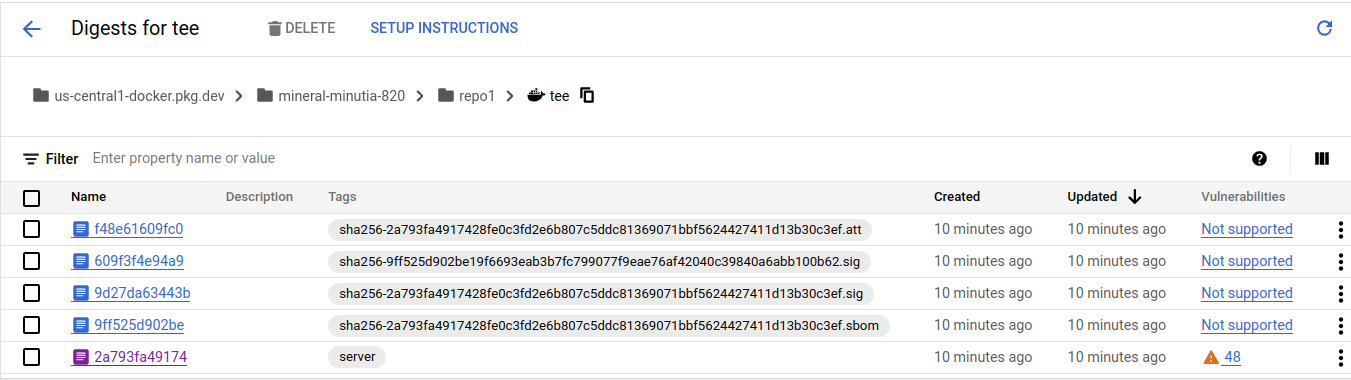 Digests for tee DELETE SETUP INSTRUCTIONS
us-central1-docker.pkg.dev > mineral-minutia-820 > repo1 > tee
Filter Enter property name or value
Name Description Tags Created Updated Vulnerabilities
f48e61609fc0 sha256-2a793fa4917428fe0c3fd2e6b807c5ddc81369071bbf5624427411d13b30c3ef.att 10 minutes ago 10 minutes ago Not supported
609f3f4e94a9 sha256-9ff525d902be19f6693eab3b7fc799077f9eae76af42040c39840a6abb100b62.sig 10 minutes ago 10 minutes ago Not supported
9d27da63443b sha256-2a793fa4917428fe0c3fd2e6b807c5ddc81369071bbf5624427411d13b30c3ef.sig 10 minutes ago 10 minutes ago Not supported
9ff525d902be sha256-2a793fa4917428fe0c3fd2e6b807c5ddc81369071bbf5624427411d13b30c3ef.sbom 10 minutes ago 10 minutes ago Not supported
2a793fa49174 server 10 minutes ago 10 minutes ago 48